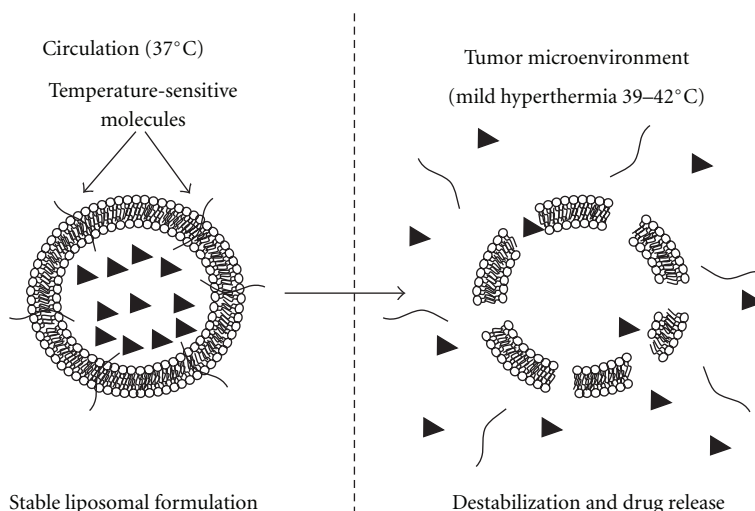 Circulation (37°C)
Temperature-sensitive
molecules
Stable liposomal formulation
Tumor microenvironment
(mild hyperthermia 39–42°C)
Destabilization and drug release